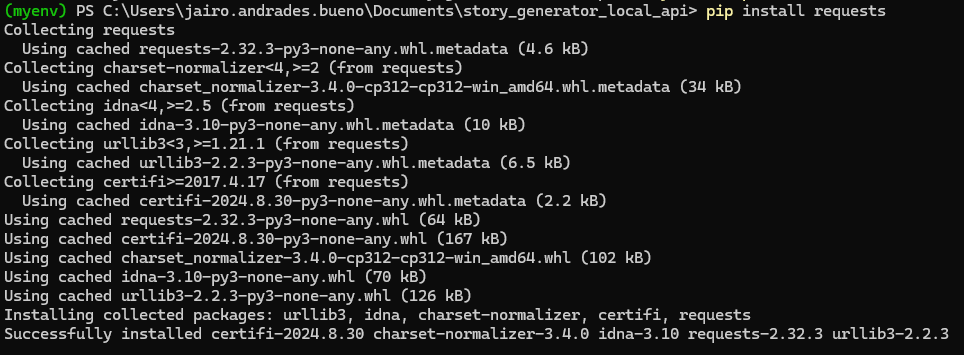 (myenv) PS C:\Users\jairo.andrades.bueno\Documents\story_generator_local_api> pip install requests
Collecting requests
  Using cached requests-2.32.3-py3-none-any.whl.metadata (4.6 kB)
Collecting charset-normalizer<4,>=2 (from requests)
  Using cached charset_normalizer-3.4.0-cp312-cp312-win_amd64.whl.metadata (34 kB)
Collecting idna<4,>=2.5 (from requests)
  Using cached idna-3.10-py3-none-any.whl.metadata (10 kB)
Collecting urllib3<3,>=1.21.1 (from requests)
  Using cached urllib3-2.2.3-py3-none-any.whl.metadata (6.5 kB)
Collecting certifi>=2017.4.17 (from requests)
  Using cached certifi-2024.8.30-py3-none-any.whl.metadata (2.2 kB)
Using cached requests-2.32.3-py3-none-any.whl (64 kB)
Using cached certifi-2024.8.30-py3-none-any.whl (167 kB)
Using cached charset_normalizer-3.4.0-cp312-cp312-win_amd64.whl (102 kB)
Using cached idna-3.10-py3-none-any.whl (70 kB)
Using cached urllib3-2.2.3-py3-none-any.whl (126 kB)
Installing collected packages: urllib3, idna, charset-normalizer, certifi, requests
Successfully installed certifi-2024.8.30 charset-normalizer-3.4.0 idna-3.10 requests-2.32.3 urllib3-2.2.3